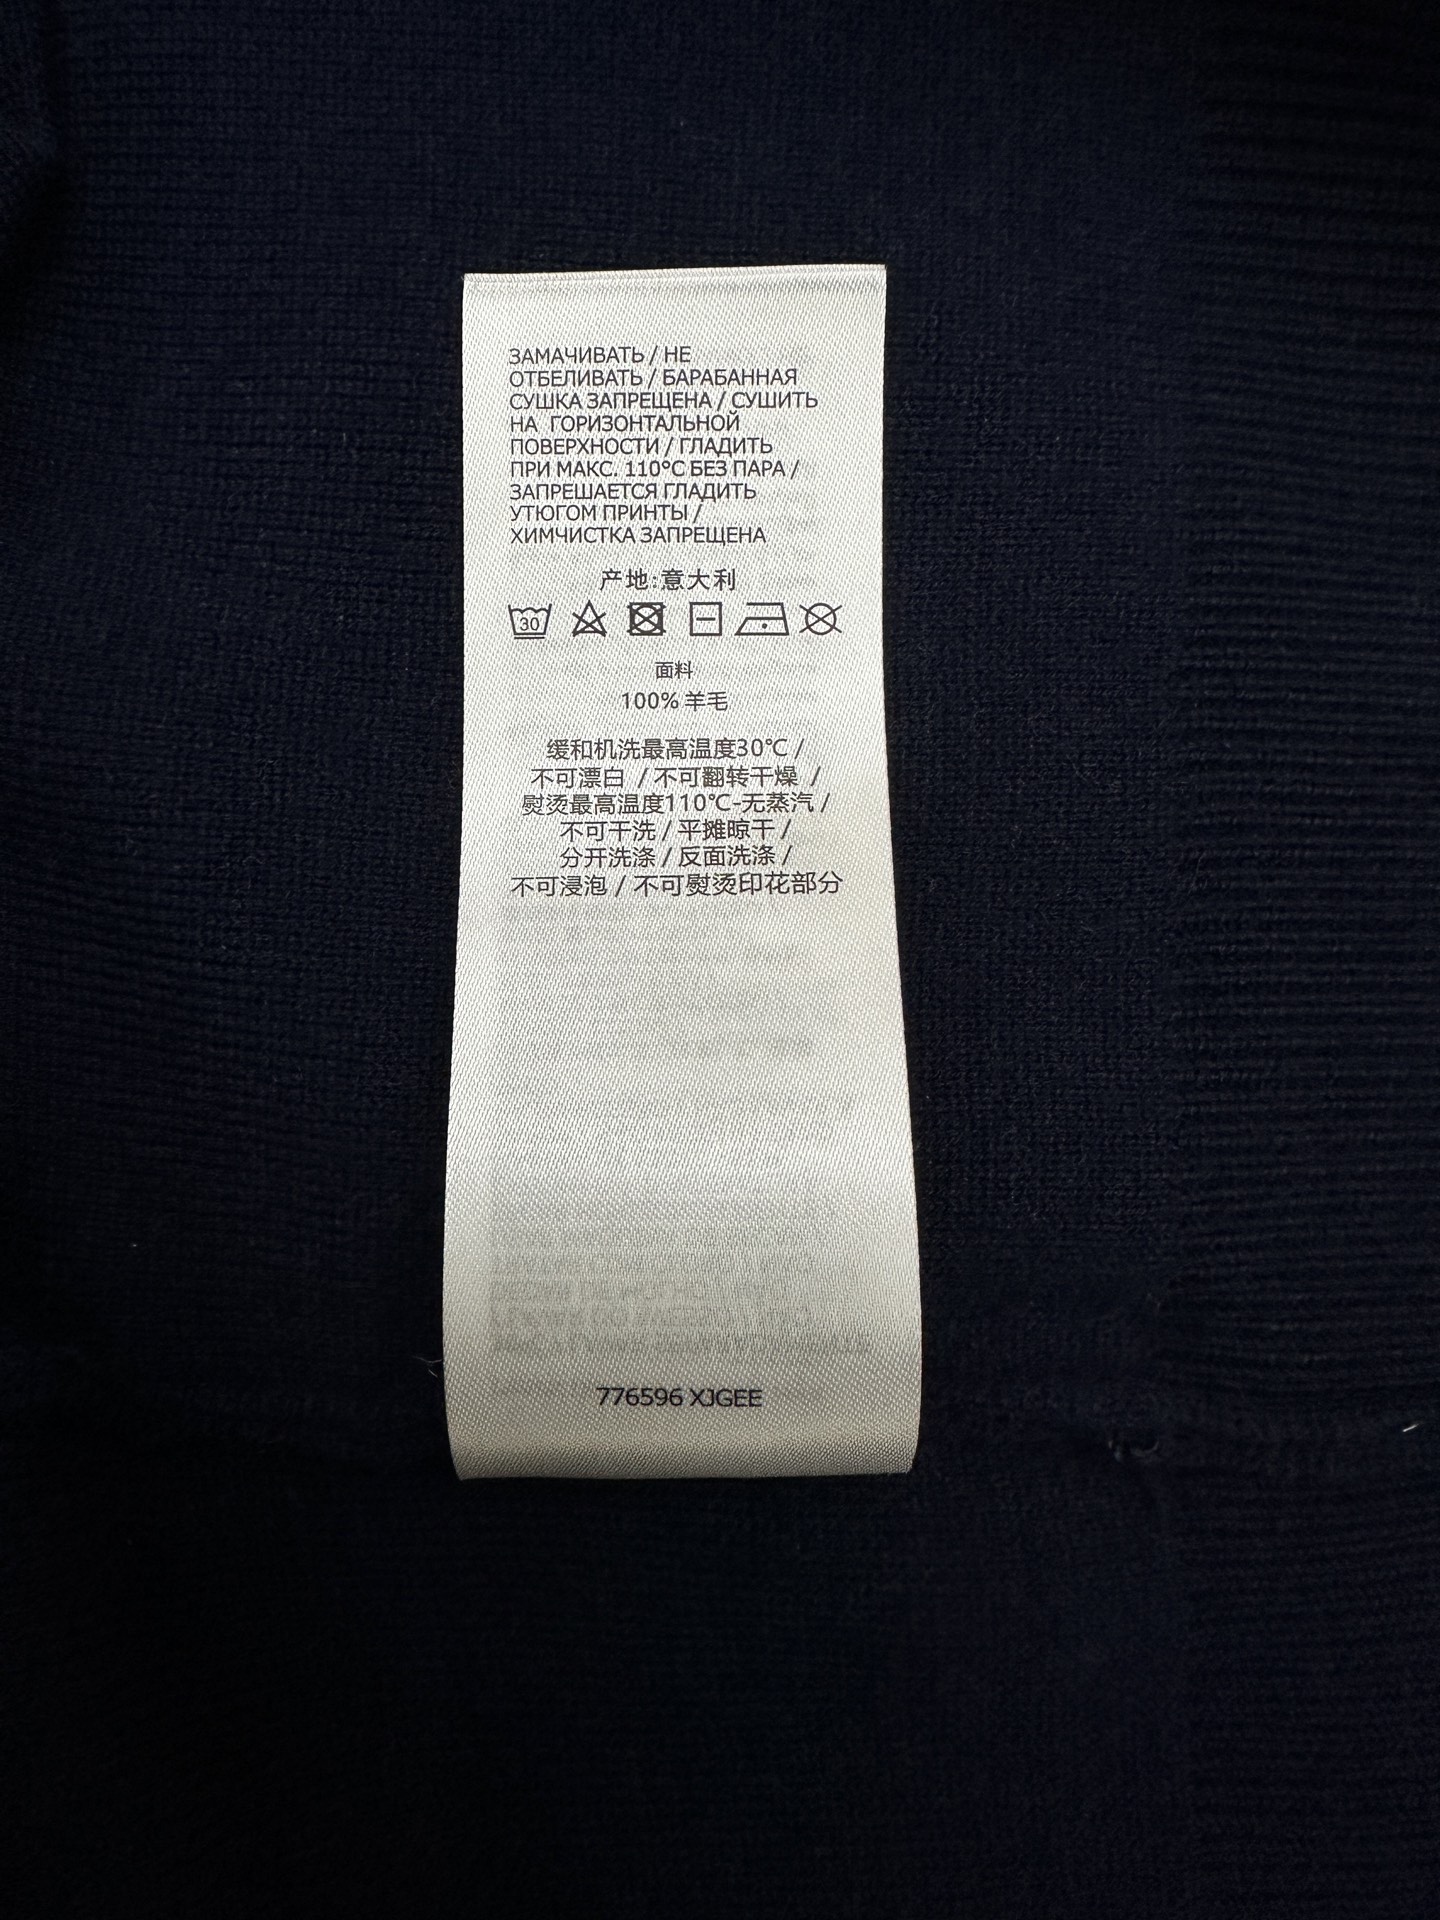 ЗАМАЧИВАТЬ / НЕ
ОТБЕЛИВАТЬ / БАРАБАННАЯ
СУШКА ЗАПРЕЩЕНА / СУШИТЬ
НА ГОРИЗОНТАЛЬНОЙ
ПОВЕРХНОСТИ / ГЛАДИТЬ
ПРИ МАКС. 110°C БЕЗ ПАРА /
ЗАПРЕШАЕТСЯ ГЛАДИТЬ
УТЮГОМ ПРИНТЫ /
ХИМЧИСТКА ЗАПРЕЩЕНА
产地:意大利
30
面料
100% 羊毛
缓和机洗最高温度30℃ /
不可漂白 / 不可翻转干燥 /
熨烫最高温度110℃-无蒸汽 /
不可干洗 / 平摊晾干 /
分开洗涤 / 反面洗涤 /
不可浸泡 / 不可熨烫印花部分
776596 XJGEE